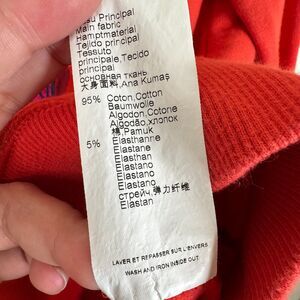 Tissu Principal
Main fabric
Hamptmaterial
Tejido principal
Tessuto
principale,Tecido
principal
основная ткань
大身面料,Ana Kumaş
95% Coton,Cotton
Baumwolle
Algodon,Cotone
Algodão,хлопок
棉,Pamuk
5% Elasthanne
Elasthan
Elastane
Elastano
Elastano
стрейч,弹力纤维
Elastan
LAVER ET REPASSER SUR L'ENVERS
WASH AND IRON INSIDE OUT